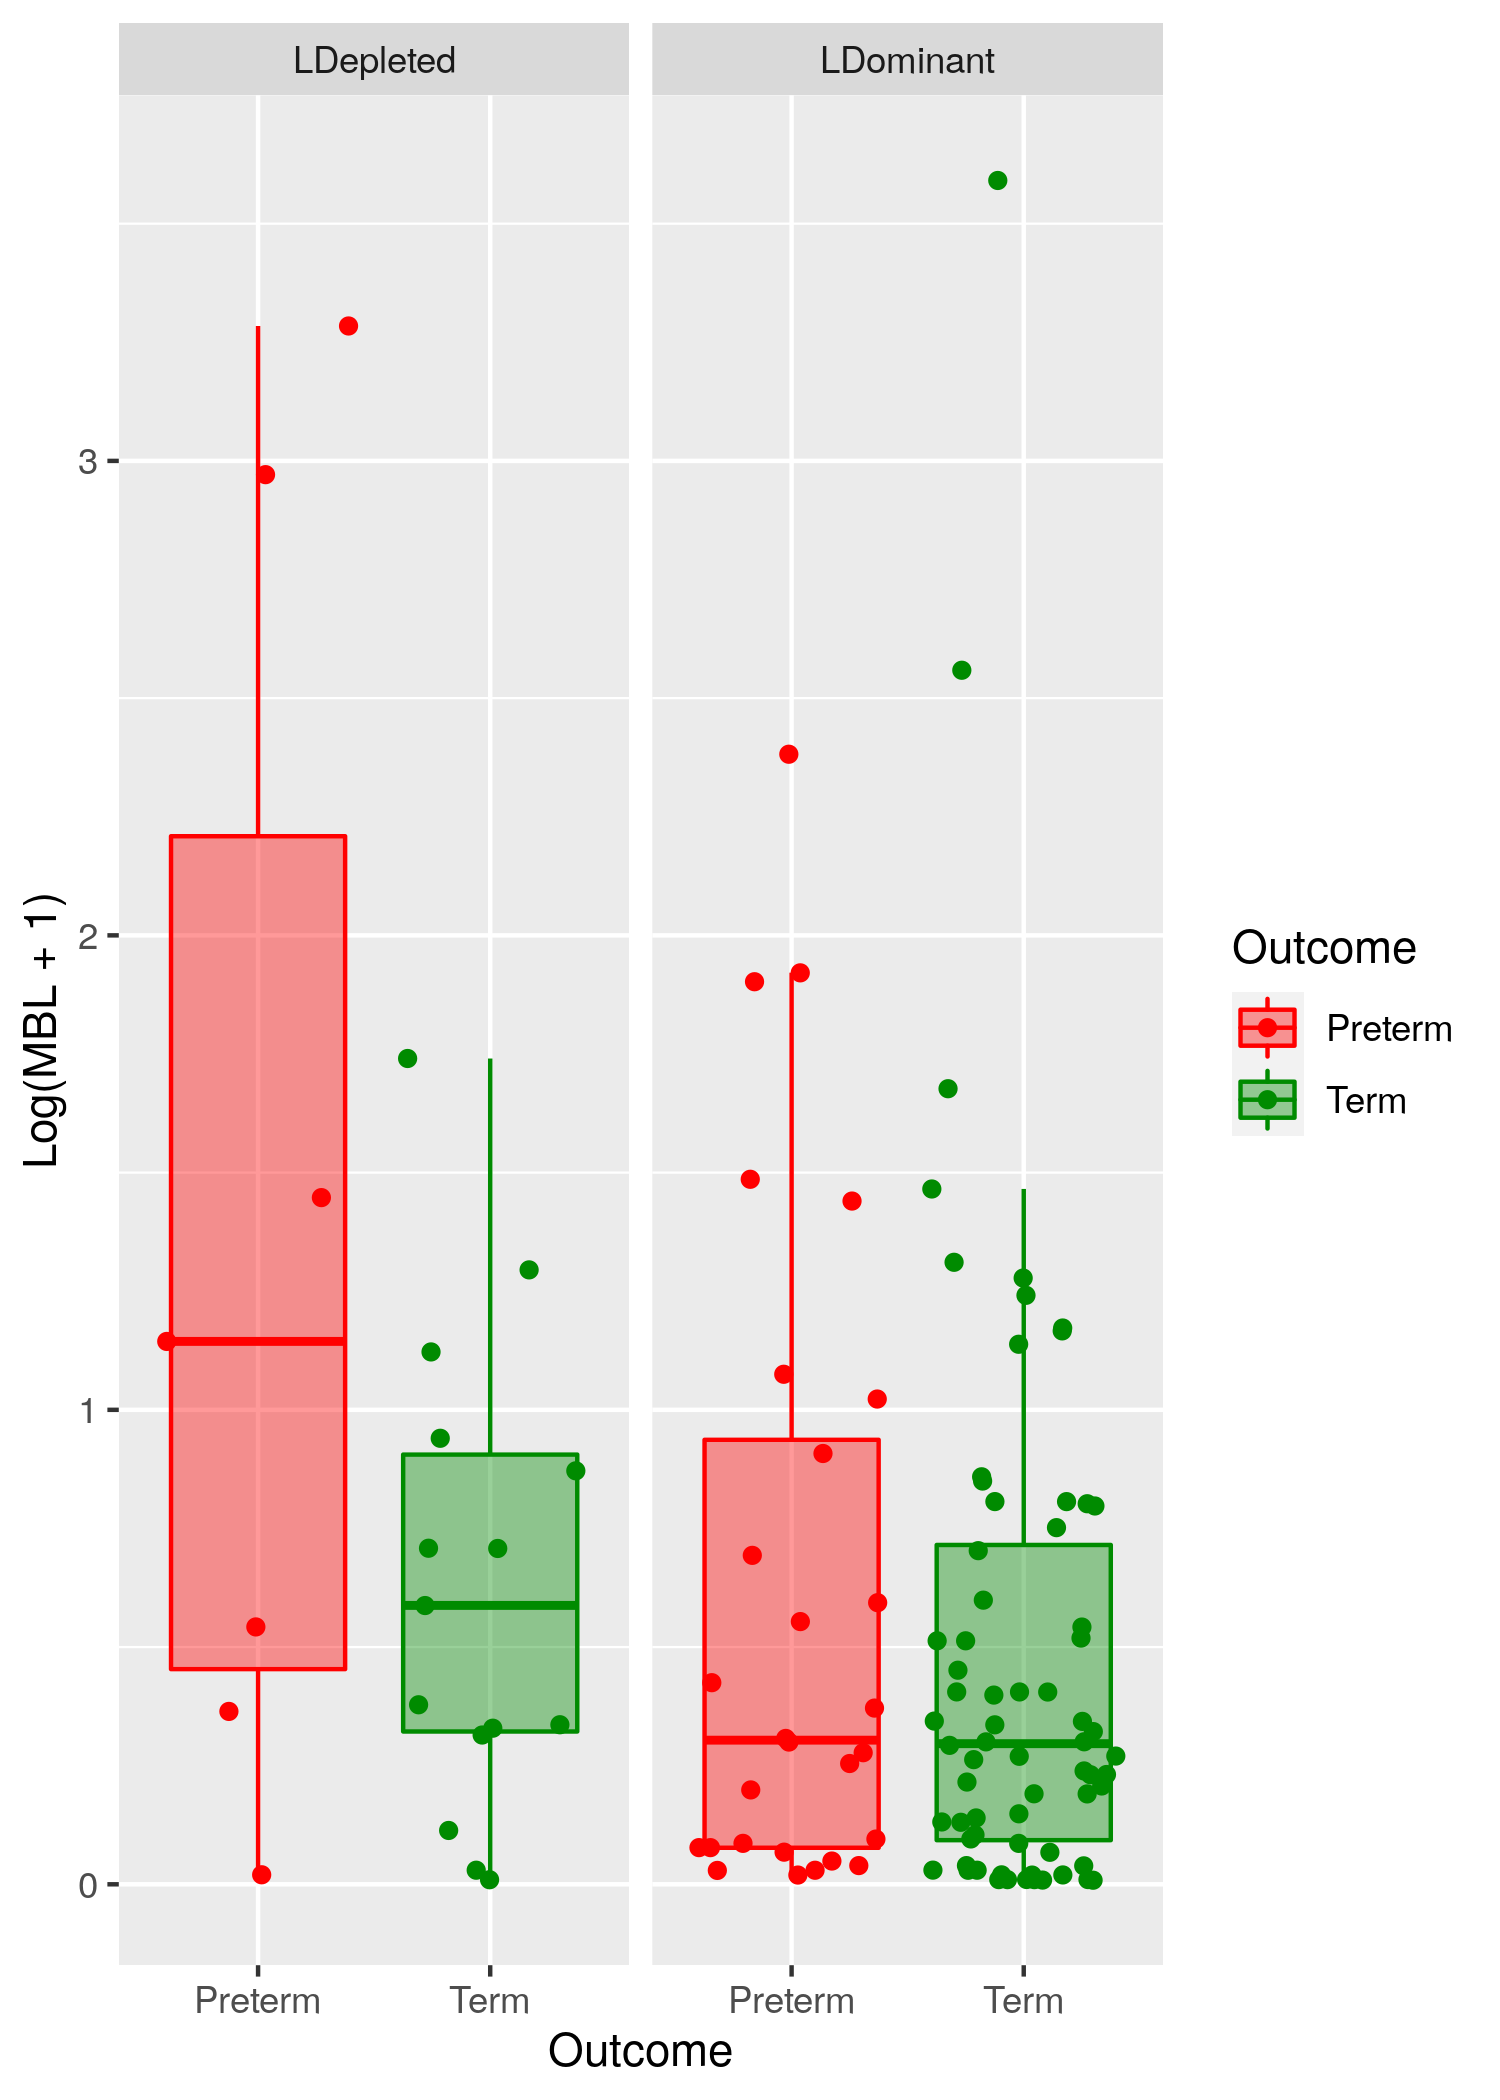 LDepleted LDominant
Log(MBL + 1)
3
2
1
0
Preterm Term Preterm Term
Outcome
Outcome
Preterm
Term